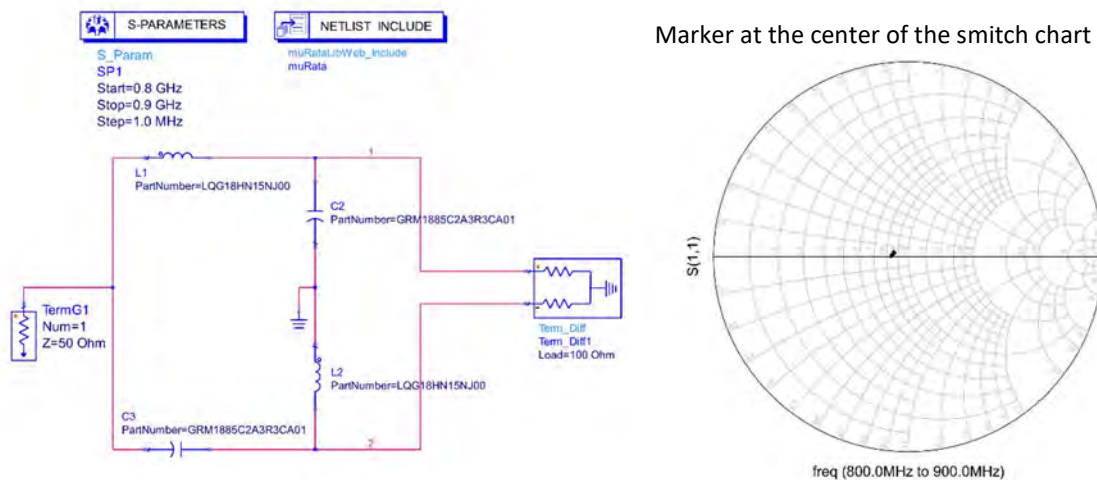 S-PARAMETERS
S_Param
SP1
Start=0.8 GHz
Stop=0.9 GHz
Step=1.0 MHz
NETLIST INCLUDE
muRataLibWeb_Include
muRata
Marker at the center of the smitch chart
L1
PartNumber=LQG18HN15NJ00
1
C2
PartNumber=GRM1885C2A3R3CA01
TermG1
Num=1
Z=50 Ohm
Term_Diff
Term_Diff1
Load=100 Ohm
L2
PartNumber=LQG18HN15NJ00
C3
PartNumber=GRM1885C2A3R3CA01
2
S(1,1)
freq (800.0MHz to 900.0MHz)